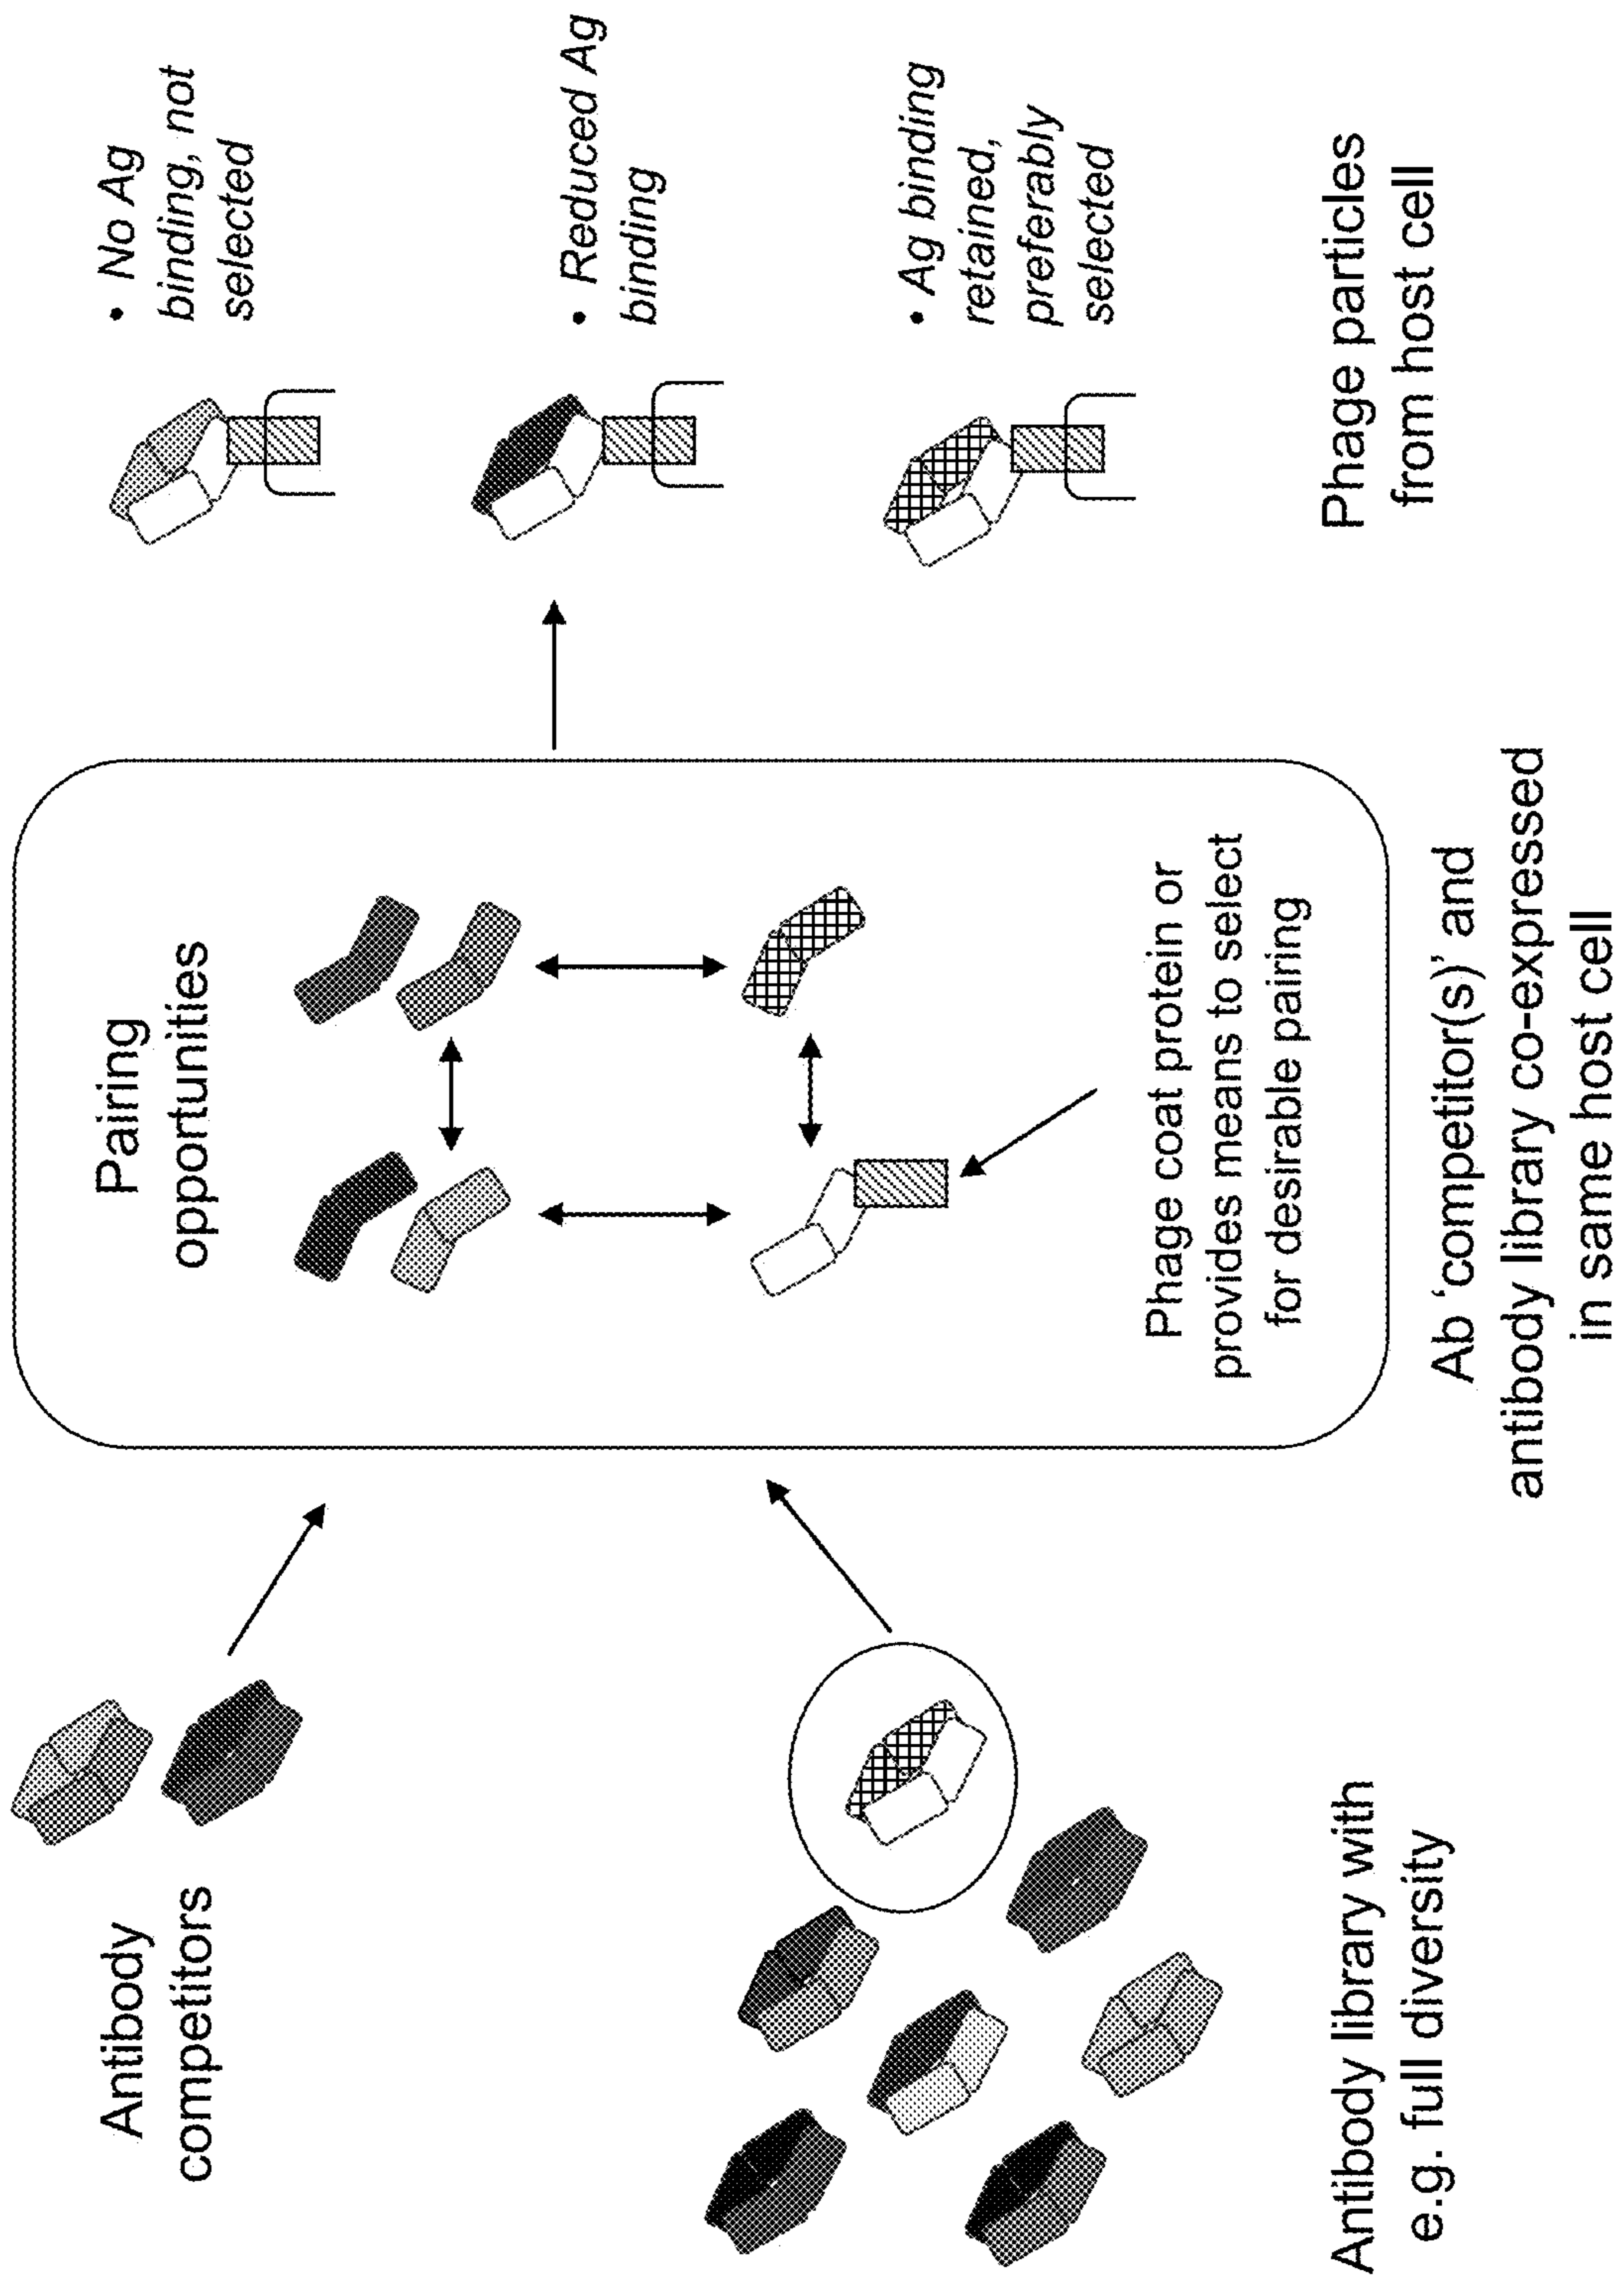 Antibody
competitors
Antibody library with
e.g. full diversity
Pairing
opportunities
Phage coat protein or
provides means to select
for desirable pairing
Ab ‘competitor(s)’ and
antibody library co-expressed
in same host cell
• No Ag
binding, not
selected
• Reduced Ag
binding
• Ag binding
retained,
preferably
selected
Phage particles
from host cell